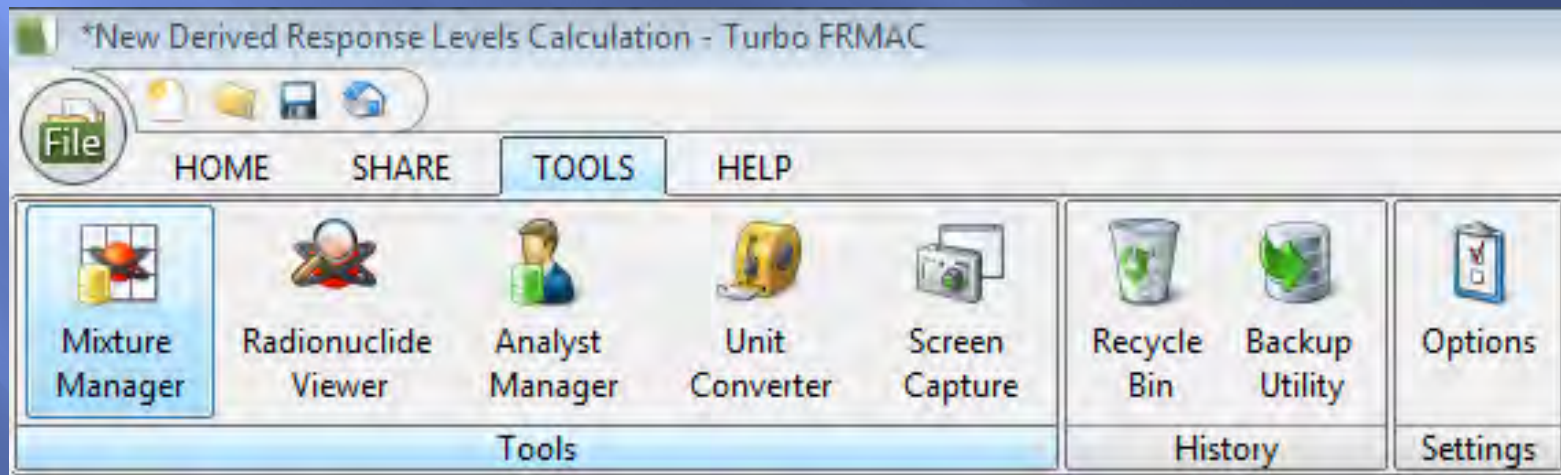 *New Derived Response Levels Calculation - Turbo FRMAC
File
HOME SHARE TOOLS HELP
Mixture Manager
Radionuclide Viewer
Analyst Manager
Unit Converter
Screen Capture
Recycle Bin
Backup Utility
Options
Tools
History
Settings